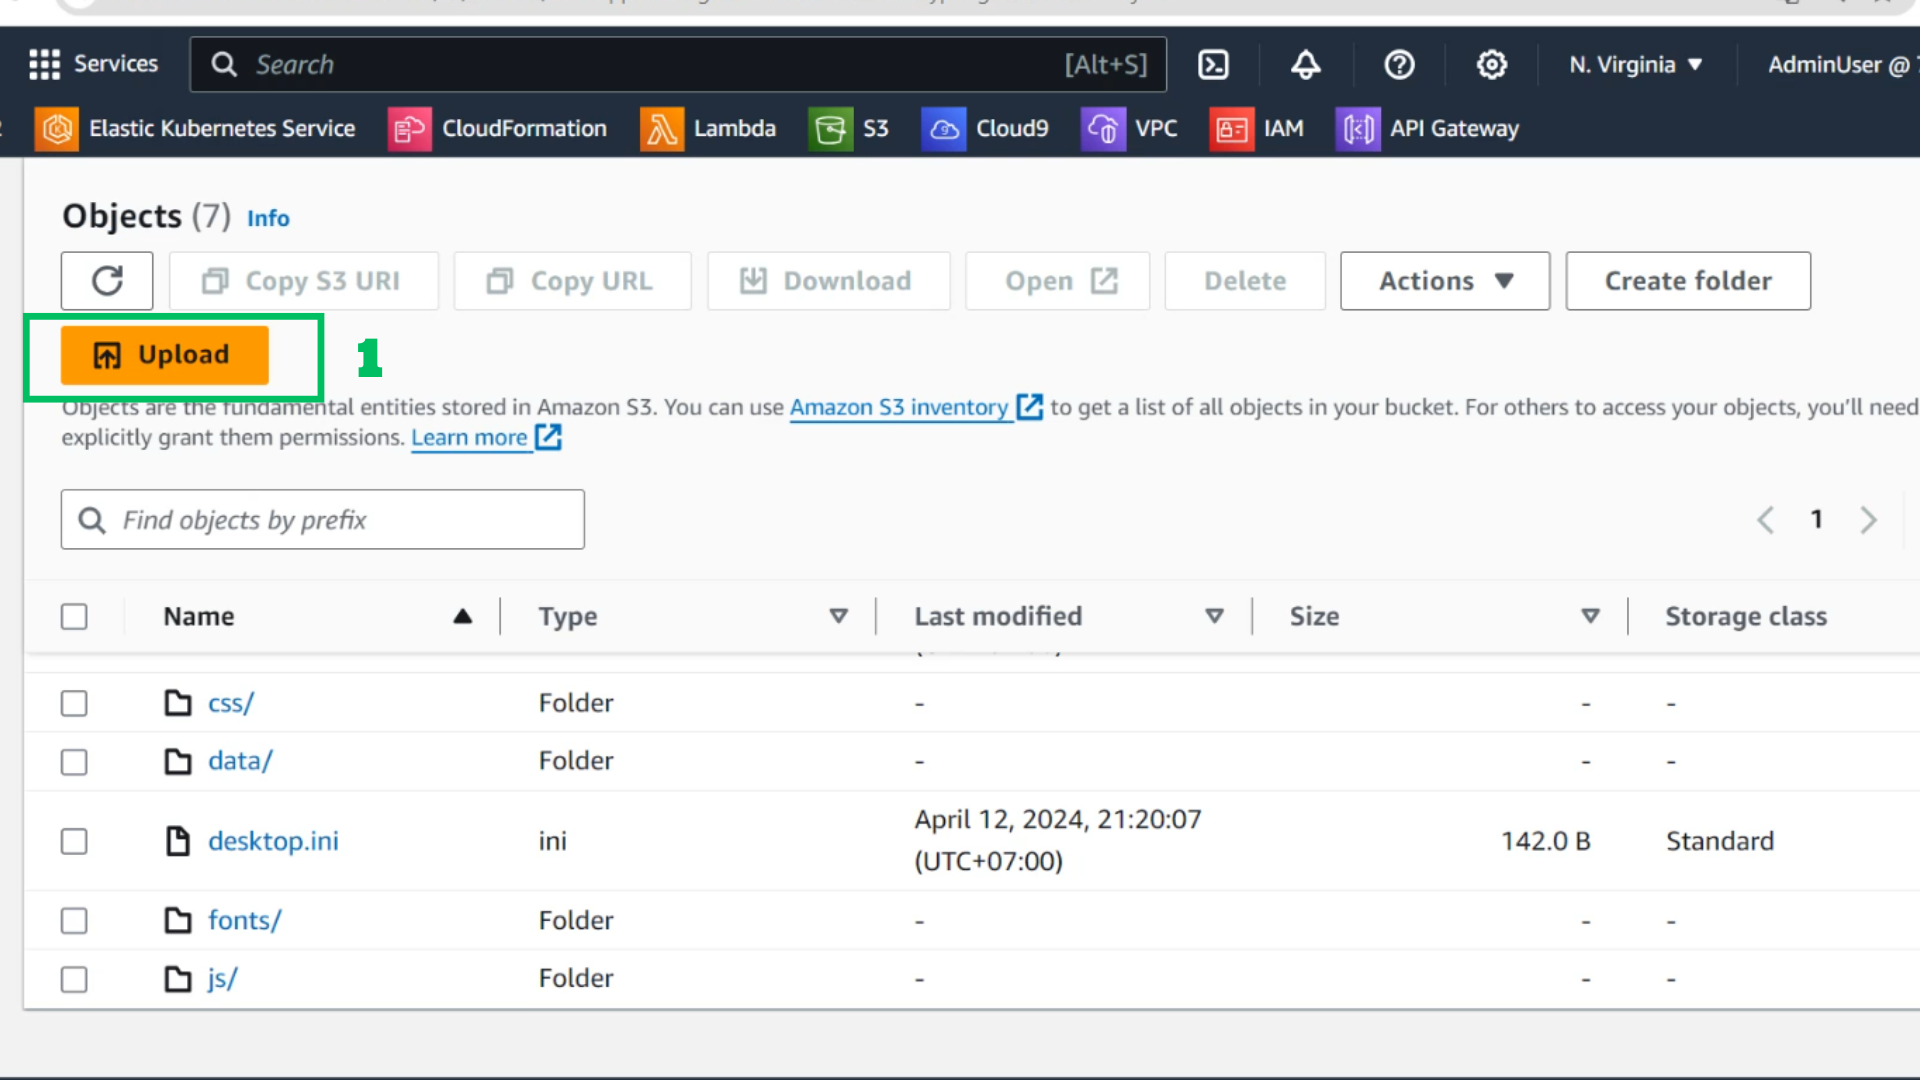 Services
Search
[Alt+S]
N. Virginia ▼
AdminUser @
Elastic Kubernetes Service
CloudFormation
Lambda
S3
Cloud9
VPC
IAM
API Gateway
Objects (7) Info
Copy S3 URI
Copy URL
Download
Open
Delete
Actions ▼
Create folder
Upload
1
Objects are the fundamental entities stored in Amazon S3. You can use Amazon S3 inventory to get a list of all objects in your bucket. For others to access your objects, you'll need
explicitly grant them permissions. Learn more
Find objects by prefix
1
Name Type Last modified Size Storage class
css/ Folder - - -
data/ Folder - - -
desktop.ini ini April 12, 2024, 21:20:07 (UTC+07:00) 142.0 B Standard
fonts/ Folder - - -
js/ Folder - - -